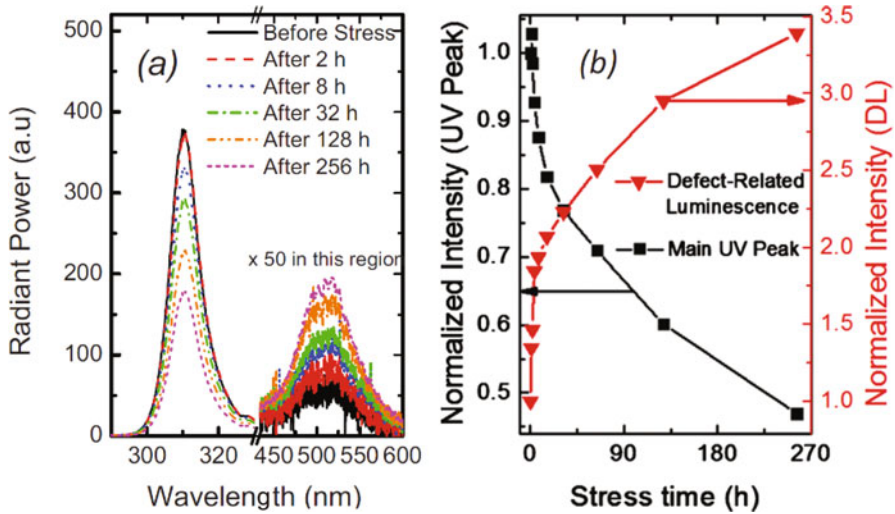 (a)
Before Stress
After 2 h
After 8 h
After 32 h
After 128 h
After 256 h
x 50 in this region
Radiant Power (a.u)
500
400
300
200
100
0
300
320
450
500
550
600
Wavelength (nm)
(b)
Defect-Related
Luminescence
Main UV Peak
Normalized Intensity (UV Peak)
1.0
0.9
0.8
0.7
0.6
0.5
0
90
180
270
Stress time (h)
3.5
3.0
2.5
2.0
1.5
1.0
Normalized Intensity (DL)